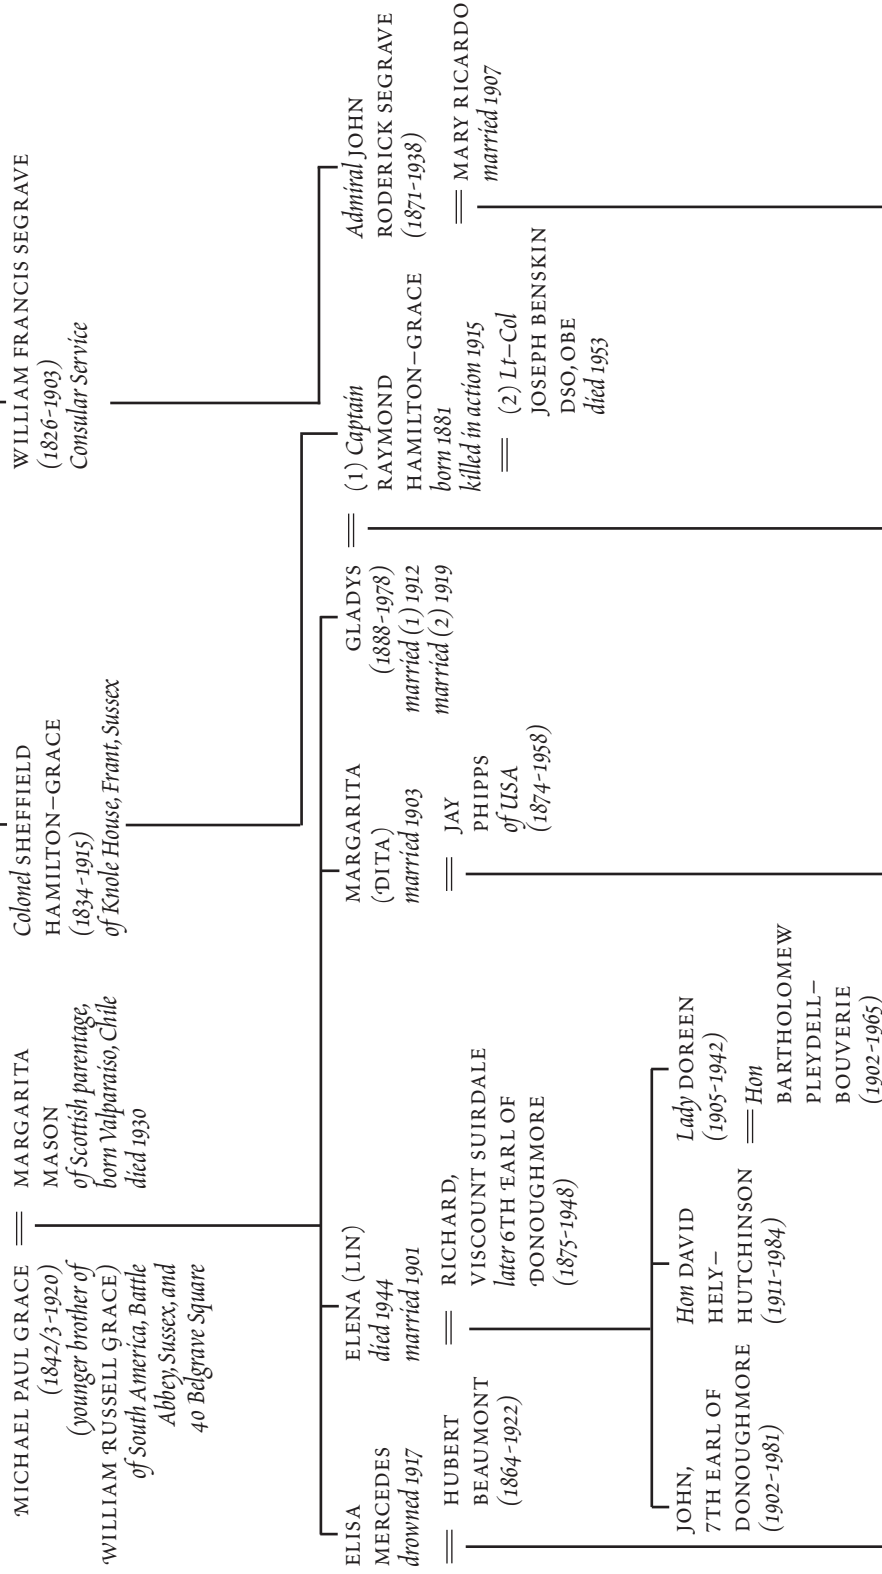 MICHAEL PAUL GRACE
(1842/3-1920)
(younger brother of
WILLIAM RUSSELL GRACE)
of South America, Battle
Abbey, Sussex, and
40 Belgrave Square
=
MARGARITA
MASON
of Scottish parentage,
born Valparaiso, Chile
died 1930
Colonel SHEFFIELD
HAMILTON–GRACE
(1834-1915)
of Knole House, Frant, Sussex
WILLIAM FRANCIS SEGRAVE
(1826-1903)
Consular Service
ELISA
MERCEDES
drowned 1917
=
HUBERT
BEAUMONT
(1864-1922)
ELENA (LIN)
died 1944
married 1901
=
RICHARD,
VISCOUNT SUIRDALE
later 6TH EARL OF
DONOUGHMORE
(1875-1948)
MARGARITA
(DITA)
married 1903
=
JAY
PHIPPS
of USA
(1874-1958)
GLADYS
(1888-1978)
married (1) 1912
married (2) 1919
=
(1) Captain
RAYMOND
HAMILTON–GRACE
born 1881
killed in action 1915
=
(2) Lt–Col
JOSEPH BENSKIN
DSO, OBE
died 1953
Admiral JOHN
RODERICK SEGRAVE
(1871-1938)
=
MARY RICARDO
married 1907
JOHN,
7TH EARL OF
DONOUGHMORE
(1902-1981)
Hon DAVID
HELY–
HUTCHINSON
(1911-1984)
Lady DOREEN
(1905-1942)
=
Hon
BARTHOLOMEW
PLEYDELL–
BOUVERIE
(1902-1965)